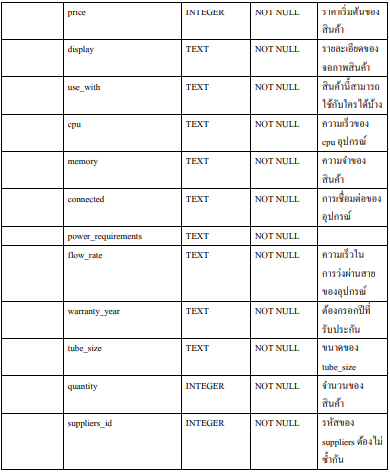 price INTEGER NOT NULL ราคาเริ่มต้นของ
สินค้า
display TEXT NOT NULL รายละเอียดของ
จอภาพสินค้า
use_with TEXT NOT NULL สินค้านี้สามารถ
ใช้กับใครได้บ้าง
cpu TEXT NOT NULL ความเร็วของ
cpu อุปกรณ์
memory TEXT NOT NULL ความจำของ
สินค้า
connected TEXT NOT NULL การเชื่อมต่อของ
อุปกรณ์
power_requirements TEXT NOT NULL
flow_rate TEXT NOT NULL ความเร็วใน
การวิ่งผ่านสาย
ของอุปกรณ์
warranty_year TEXT NOT NULL ต้องกรอกปีที่
รับประกัน
tube_size TEXT NOT NULL ขนาดของ
tube_size
quantity INTEGER NOT NULL จำนวนของ
สินค้า
suppliers_id INTEGER NOT NULL รหัสของ
suppliers ต้องไม่
ซ้ำกัน